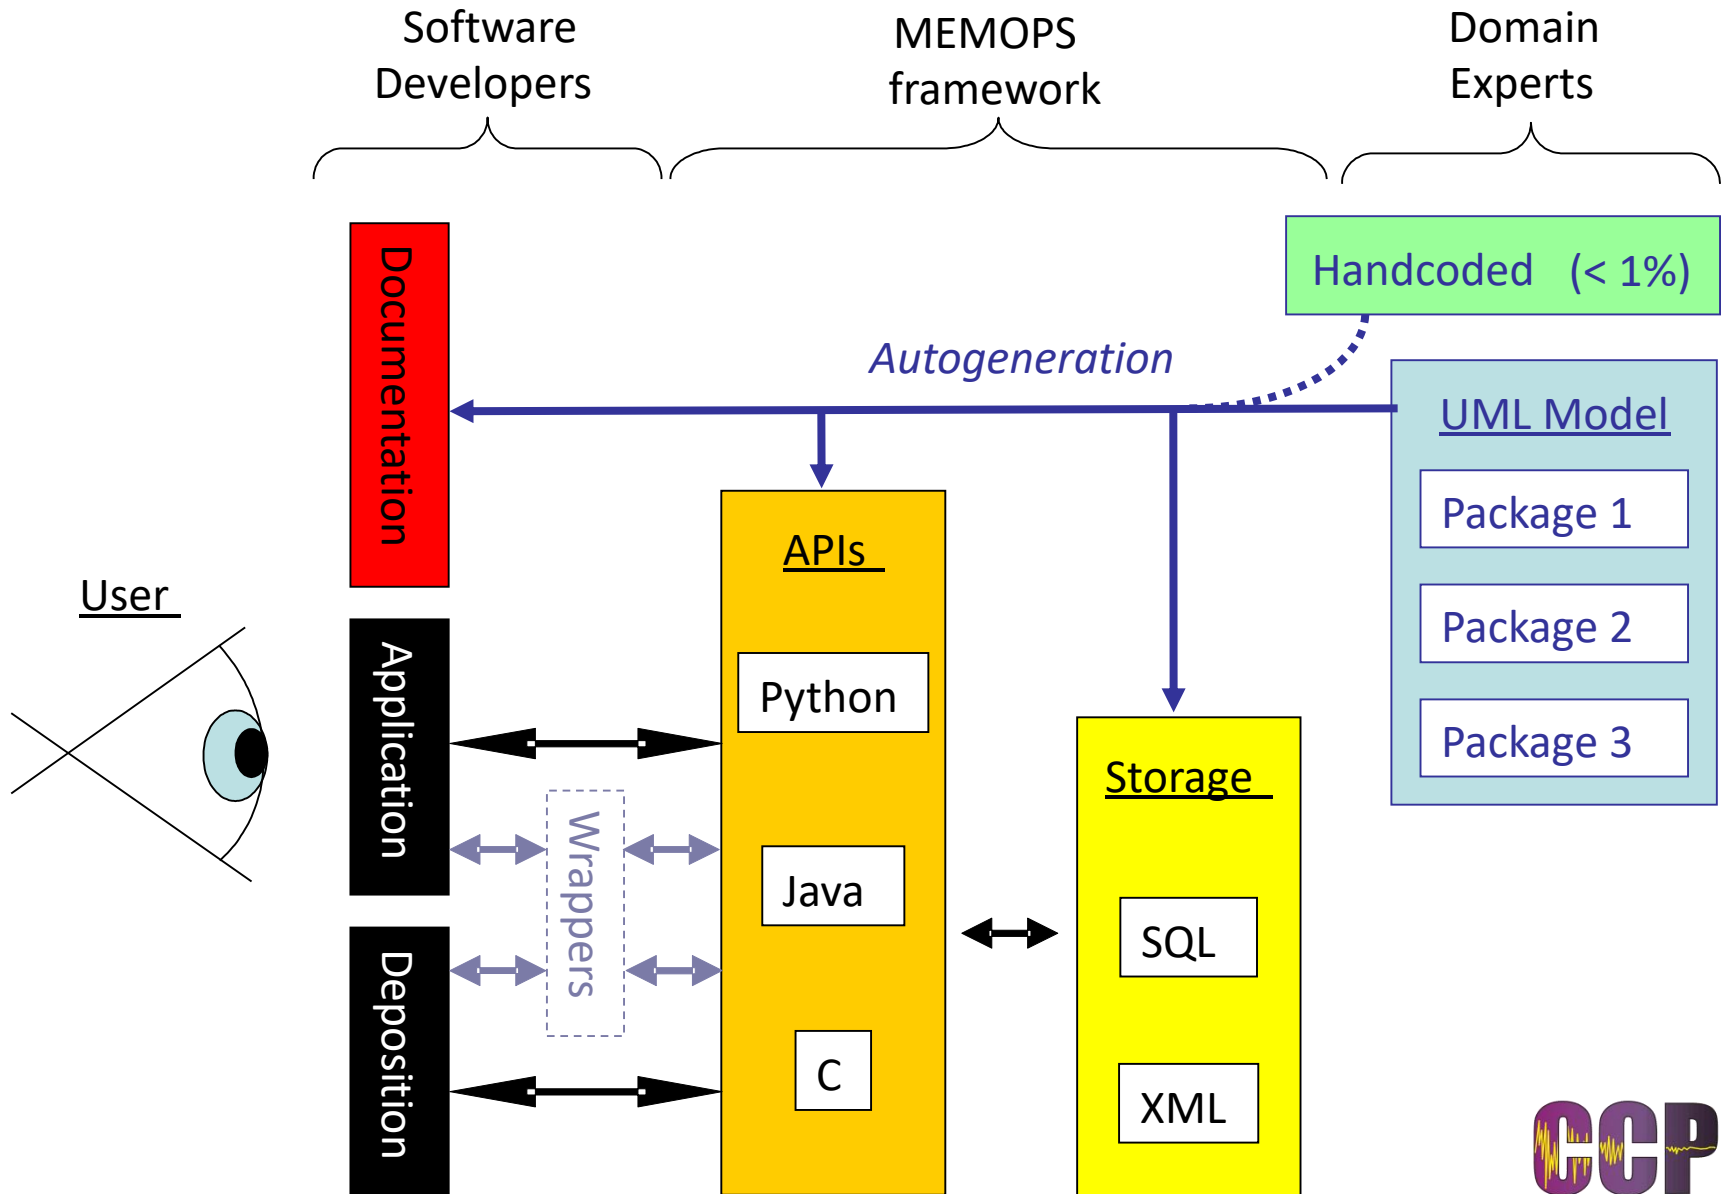 Software
Developers
MEMOPS
framework
Domain
Experts
Documentation
Handcoded (< 1%)
Autogeneration
UML Model
Package 1
Package 2
Package 3
User
Application
Deposition
Wrappers
APIs
Python
Java
C
Storage
SQL
XML
CCP